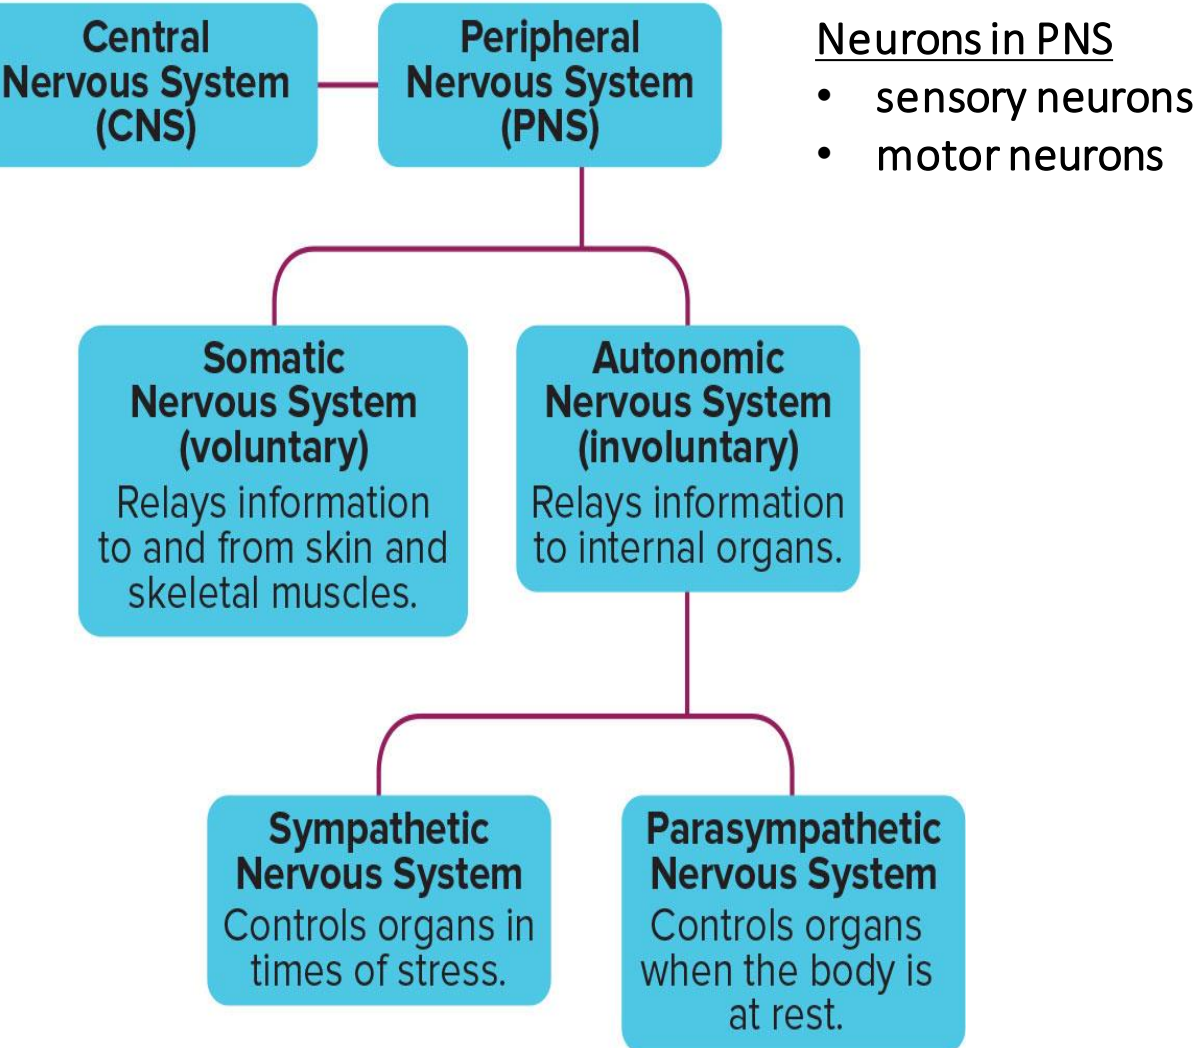 Central
Nervous System
(CNS)
Peripheral
Nervous System
(PNS)
Neurons in PNS
• sensory neurons
• motor neurons
Somatic
Nervous System
(voluntary)
Relays information
to and from skin and
skeletal muscles.
Autonomic
Nervous System
(involuntary)
Relays information
to internal organs.
Sympathetic
Nervous System
Controls organs in
times of stress.
Parasympathetic
Nervous System
Controls organs
when the body is
at rest.